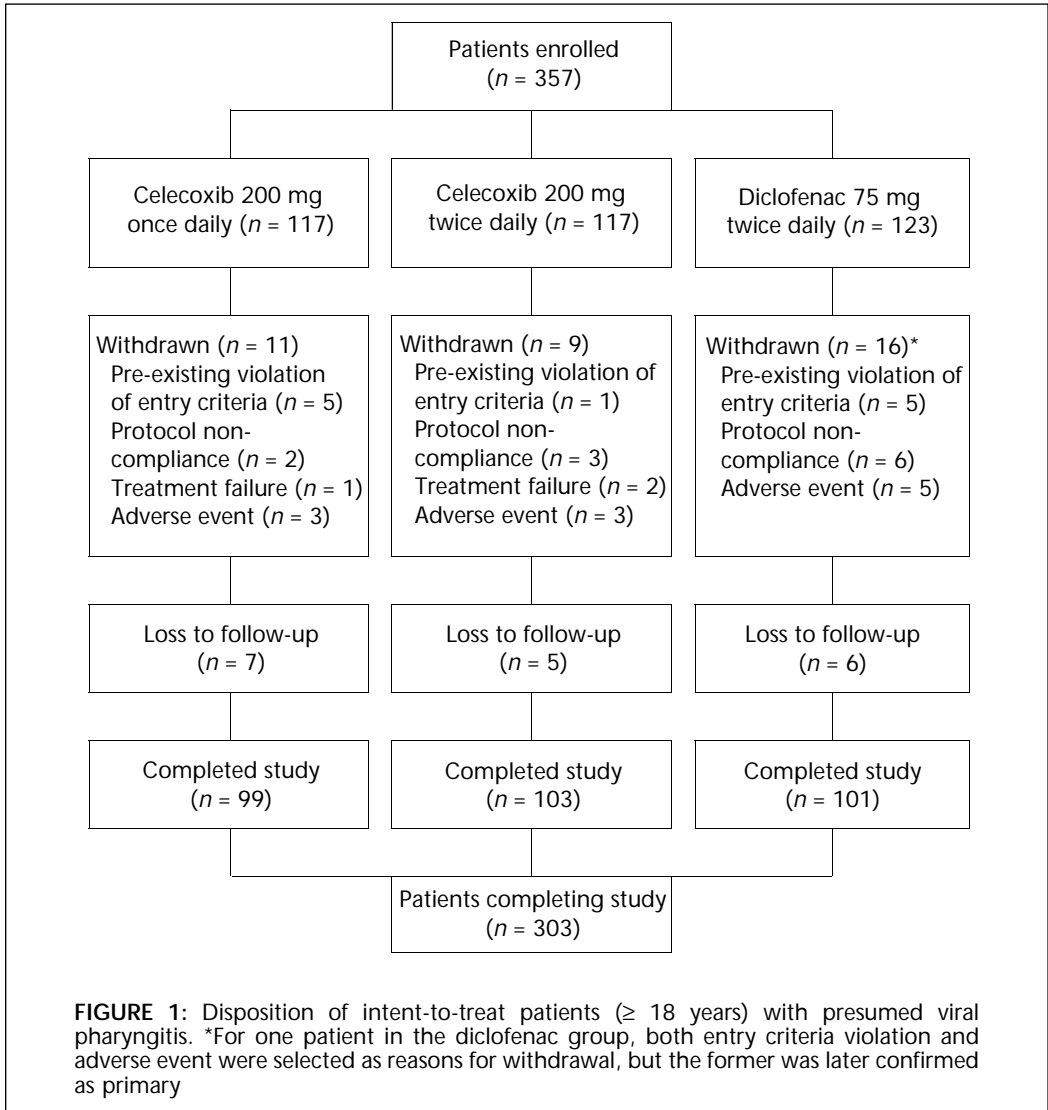 Patients enrolled
(n = 357)
Celecoxib 200 mg
once daily (n = 117)
Celecoxib 200 mg
twice daily (n = 117)
Diclofenac 75 mg
twice daily (n = 123)
Withdrawn (n = 11)
Pre-existing violation
of entry criteria (n = 5)
Protocol non-
compliance (n = 2)
Treatment failure (n = 1)
Adverse event (n = 3)
Withdrawn (n = 9)
Pre-existing violation of
entry criteria (n = 1)
Protocol non-
compliance (n = 3)
Treatment failure (n = 2)
Adverse event (n = 3)
Withdrawn (n = 16)*
Pre-existing violation of
entry criteria (n = 5)
Protocol non-
compliance (n = 6)
Adverse event (n = 5)
Loss to follow-up
(n = 7)
Loss to follow-up
(n = 5)
Loss to follow-up
(n = 6)
Completed study
(n = 99)
Completed study
(n = 103)
Completed study
(n = 101)
Patients completing study
(n = 303)
FIGURE 1: Disposition of intent-to-treat patients (≥ 18 years) with presumed viral
pharyngitis. *For one patient in the diclofenac group, both entry criteria violation and
adverse event were selected as reasons for withdrawal, but the former was later confirmed
as primary